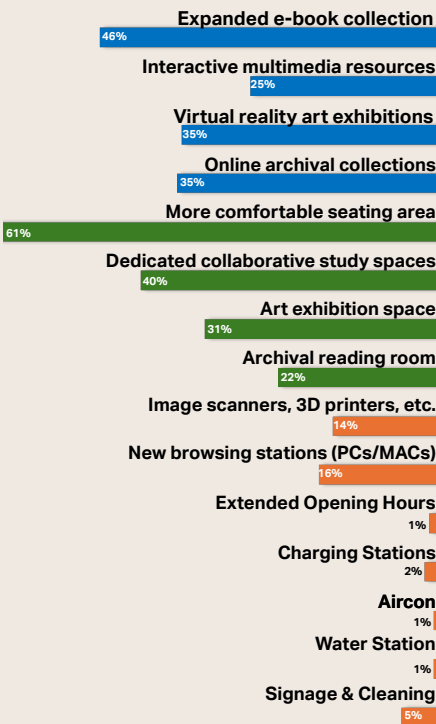 Expanded e-book collection
46%
Interactive multimedia resources
25%
Virtual reality art exhibitions
35%
Online archival collections
35%
More comfortable seating area
61%
Dedicated collaborative study spaces
40%
Art exhibition space
31%
Archival reading room
22%
Image scanners, 3D printers, etc.
14%
New browsing stations (PCs/MACs)
16%
Extended Opening Hours
1%
Charging Stations
2%
Aircon
1%
Water Station
1%
Signage & Cleaning
5%